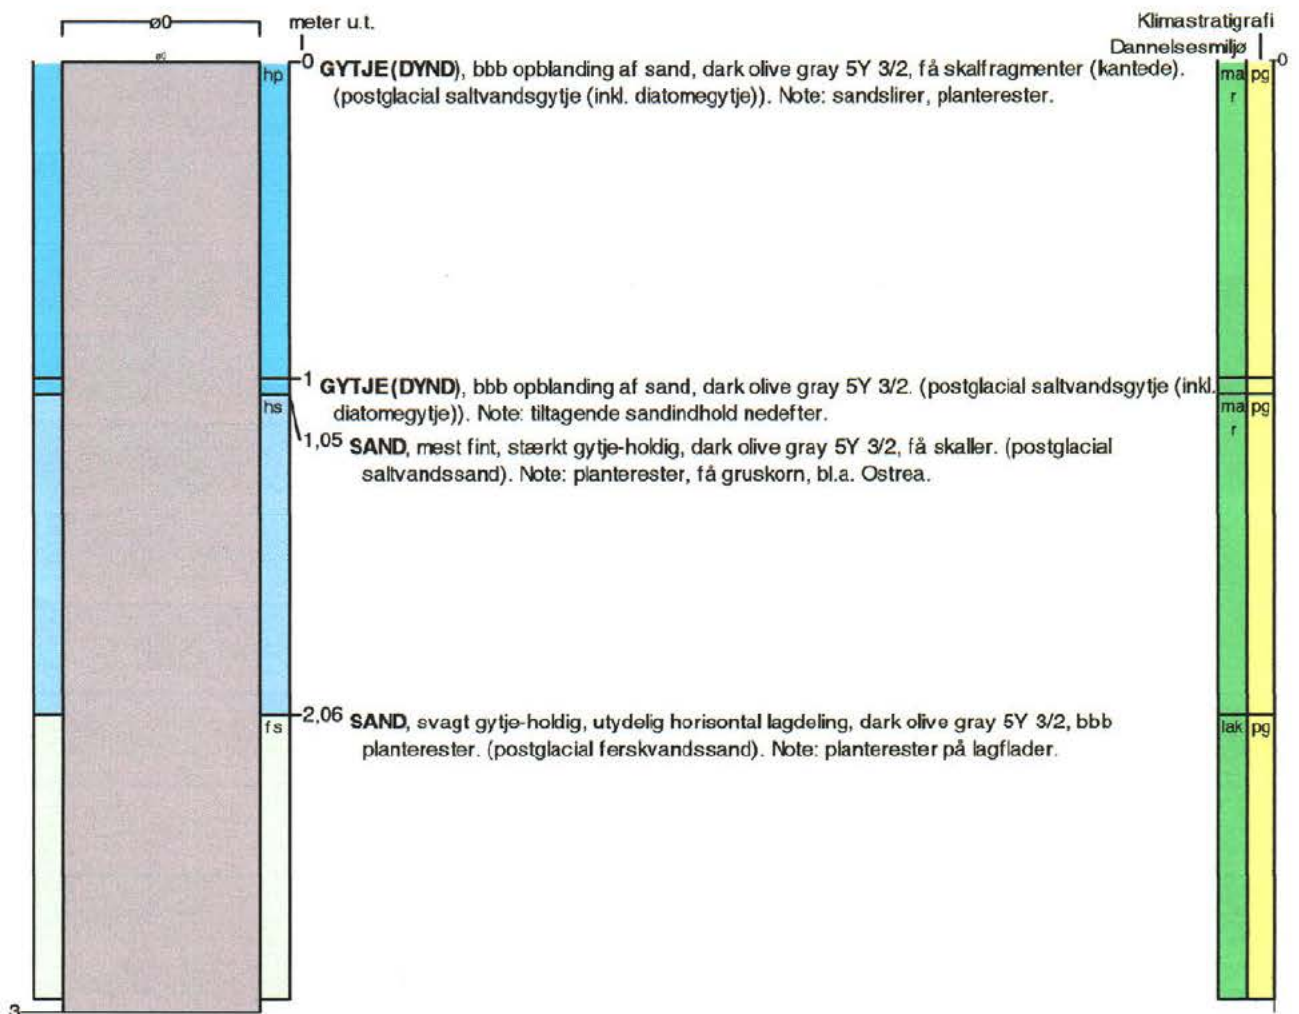 ø0
meter u.t.
Klimastratigrafi
Dannelsesmiljø
ø0
0 GYTJE(DYND), bbb opblanding af sand, dark olive gray 5Y 3/2, få skalfragmenter (kantede).
(postglacial saltvandsgytje (inkl. diatomegytje)). Note: sandslirer, planterester.
hp
ma pg
r
0
1 GYTJE(DYND), bbb opblanding af sand, dark olive gray 5Y 3/2. (postglacial saltvandsgytje (inkl.
diatomegytje)). Note: tiltagende sandindhold nedefter.
hs
ma pg
r
1,05 SAND, mest fint, stærkt gytje-holdig, dark olive gray 5Y 3/2, få skaller. (postglacial
saltvandssand). Note: planterester, få gruskorn, bl.a. Ostrea.
2,06 SAND, svagt gytje-holdig, utydelig horisontal lagdeling, dark olive gray 5Y 3/2, bbb
planterester. (postglacial ferskvandssand). Note: planterester på lagflader.
fs
lak pg
3